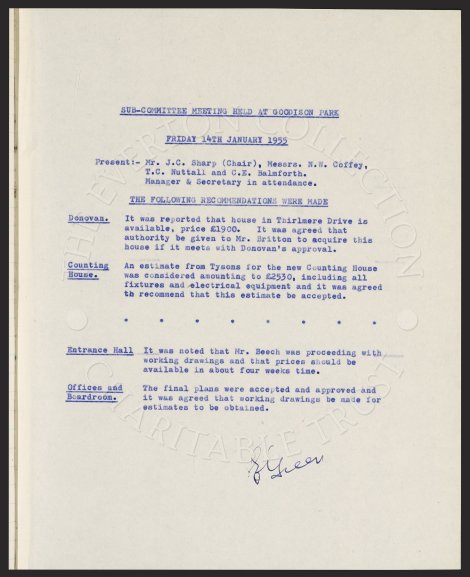 SUB-COMMITTEE MEETING HELD AT GOODISON PARK
FRIDAY 14TH JANUARY 1955
Present:- Mr. J.C. Sharp (Chair), Messrs. N.W. Coffey,
T.C. Nuttall and C.E. Balmforth.
Manager & Secretary in attendance.
THE FOLLOWING RECOMMENDATIONS WERE MADE
Donovan. It was reported that house in Thirlmere Drive is
available, price £1900. It was agreed that
authority be given to Mr. Britton to acquire this
house if it meets with Donovan's approval.
Counting An estimate from Tysons for the new Counting House
House. was considered amounting to £2530, including all
fixtures and electrical equipment and it was agreed
to recommend that this estimate be accepted.
* * * * * * * *
Entrance Hall It was noted that Mr. Beech was proceeding with
working drawings and that prices should be
available in about four weeks time.
Offices and The final plans were accepted and approved and
Boardroom. it was agreed that working drawings be made for
estimates to be obtained.
THE EVERTON COLLECTION
CHARITABLE TRUST